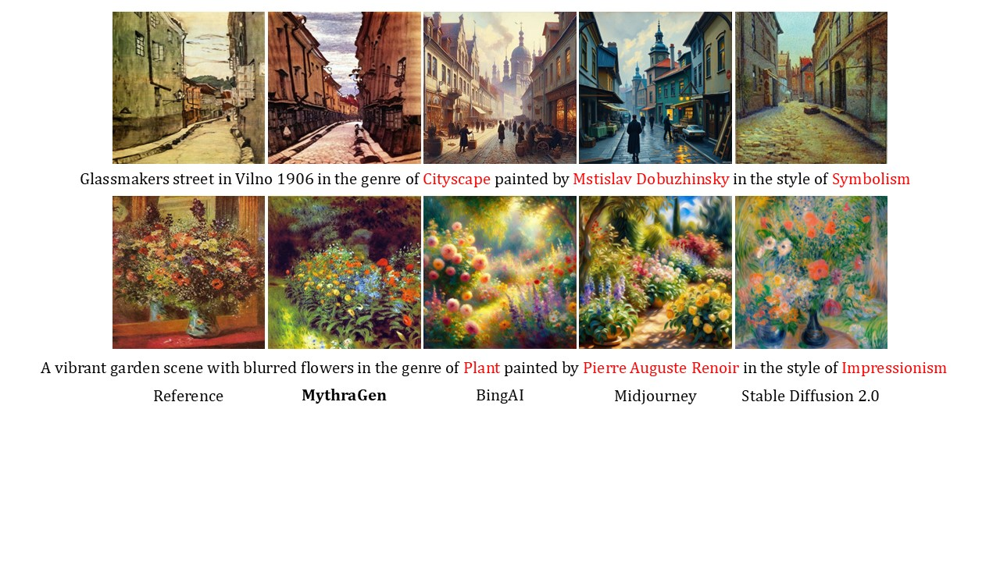 Glassmakers street in Vilno 1906 in the genre of Cityscape painted by Mstislav Dobuzhinsky in the style of Symbolism
A vibrant garden scene with blurred flowers in the genre of Plant painted by Pierre Auguste Renoir in the style of Impressionism
Reference MythraGen BingAI Midjourney Stable Diffusion 2.0